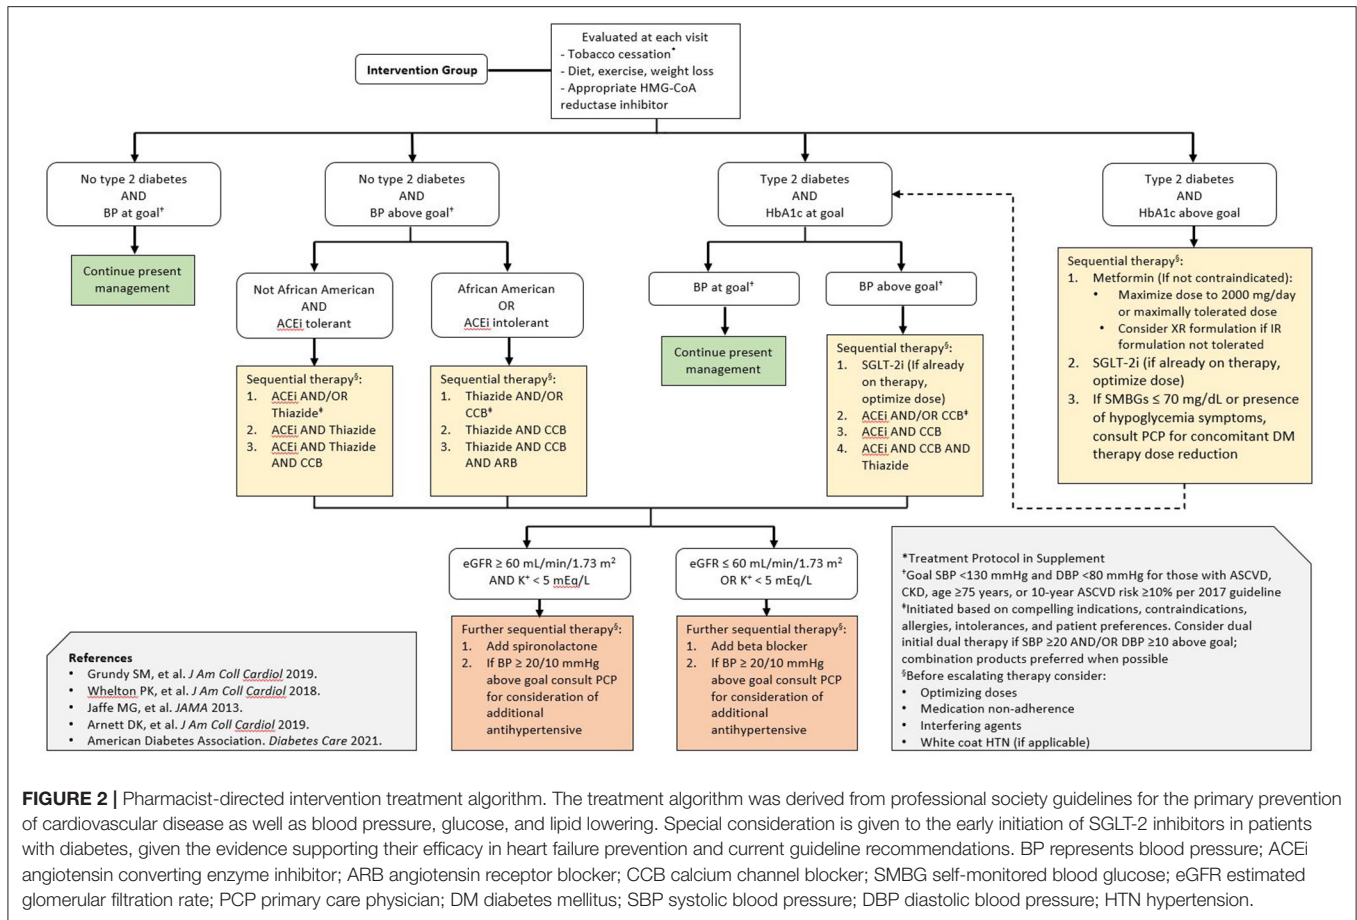 Intervention Group
Evaluated at each visit
- Tobacco cessation*
- Diet, exercise, weight loss
- Appropriate HMG-CoA
reductase inhibitor
No type 2 diabetes
AND
BP at goal†
No type 2 diabetes
AND
BP above goal†
Type 2 diabetes
AND
HbA1c at goal
Type 2 diabetes
AND
HbA1c above goal
Continue present
management
Not African American
AND
ACEi tolerant
African American
OR
ACEi intolerant
BP at goal†
BP above goal†
Continue present
management
Sequential therapy§:
1. ACEi AND/OR
Thiazide‡
2. ACEi AND Thiazide
3. ACEi AND Thiazide
AND CCB
Sequential therapy§:
1. Thiazide AND/OR
CCB‡
2. Thiazide AND CCB
3. Thiazide AND CCB
AND ARB
Sequential therapy§:
1. SGLT-2i (If already
on therapy,
optimize dose)
2. ACEi AND/OR CCB‡
3. ACEi AND CCB
4. ACEi AND CCB AND
Thiazide
Sequential therapy§:
1. Metformin (If not contraindicated):
• Maximize dose to 2000 mg/day
or maximally tolerated dose
• Consider XR formulation if IR
formulation not tolerated
2. SGLT-2i (if already on therapy,
optimize dose)
3. If SMBGs ≤ 70 mg/dL or presence
of hypoglycemia symptoms,
consult PCP for concomitant DM
therapy dose reduction
eGFR ≥ 60 mL/min/1.73 m²
AND K⁺ < 5 mEq/L
eGFR ≤ 60 mL/min/1.73 m²
OR K⁺ < 5 mEq/L
Further sequential therapy§:
1. Add spironolactone
2. If BP ≥ 20/10 mmHg
above goal consult PCP
for consideration of
additional
antihypertensive
Further sequential therapy§:
1. Add beta blocker
2. If BP ≥ 20/10 mmHg
above goal consult PCP
for consideration of
additional
antihypertensive
References
• Grundy SM, et al. J Am Coll Cardiol 2019.
• Whelton PK, et al. J Am Coll Cardiol 2018.
• Jaffe MG, et al. JAMA 2013.
• Arnett DK, et al. J Am Coll Cardiol 2019.
• American Diabetes Association. Diabetes Care 2021.
*Treatment Protocol in Supplement
†Goal SBP <130 mmHg and DBP <80 mmHg for those with ASCVD,
CKD, age ≥75 years, or 10-year ASCVD risk ≥10% per 2017 guideline
‡Initiated based on compelling indications, contraindications,
allergies, intolerances, and patient preferences. Consider dual
initial dual therapy if SBP ≥20 AND/OR DBP ≥10 above goal;
combination products preferred when possible
§Before escalating therapy consider:
• Optimizing doses
• Medication non-adherence
• Interfering agents
• White coat HTN (if applicable)
FIGURE 2 | Pharmacist-directed intervention treatment algorithm. The treatment algorithm was derived from professional society guidelines for the primary prevention
of cardiovascular disease as well as blood pressure, glucose, and lipid lowering. Special consideration is given to the early initiation of SGLT-2 inhibitors in patients
with diabetes, given the evidence supporting their efficacy in heart failure prevention and current guideline recommendations. BP represents blood pressure; ACEi
angiotensin converting enzyme inhibitor; ARB angiotensin receptor blocker; CCB calcium channel blocker; SMBG self-monitored blood glucose; eGFR estimated
glomerular filtration rate; PCP primary care physician; DM diabetes mellitus; SBP systolic blood pressure; DBP diastolic blood pressure; HTN hypertension.